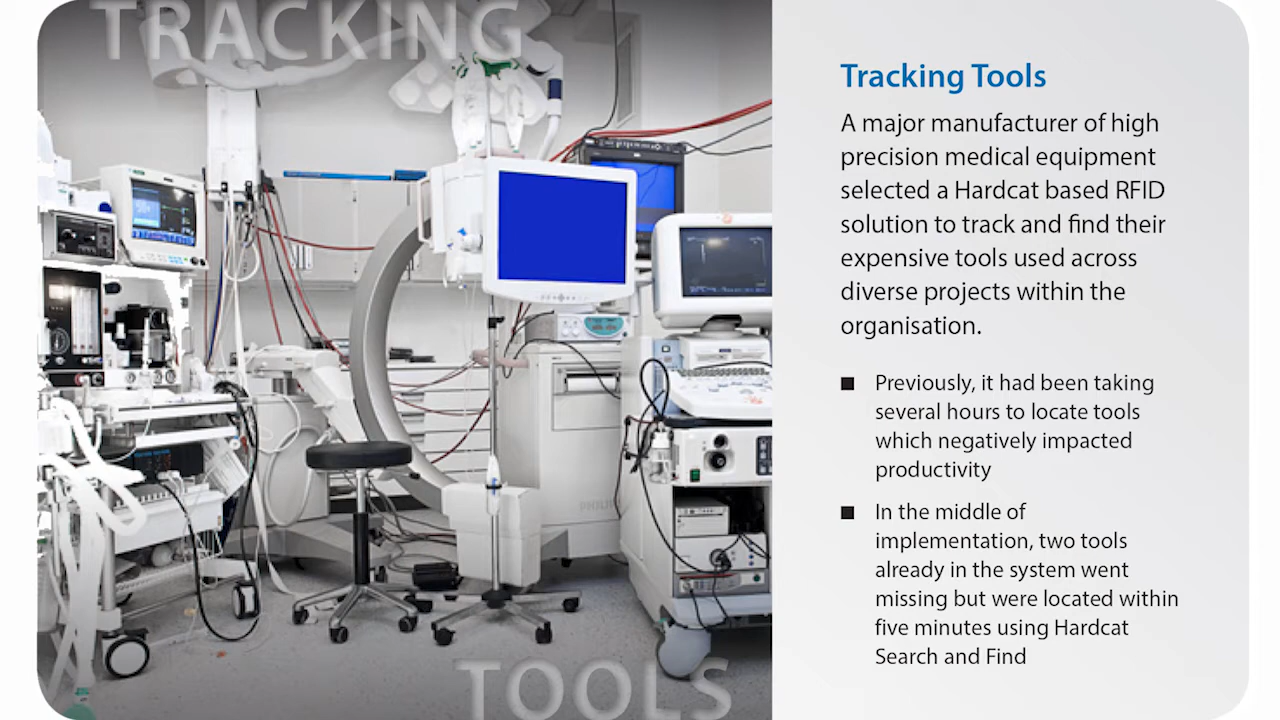 TRACKING
TOOLS
Tracking Tools
A major manufacturer of high
precision medical equipment
selected a Hardcat based RFID
solution to track and find their
expensive tools used across
diverse projects within the
organisation.
■ Previously, it had been taking
several hours to locate tools
which negatively impacted
productivity
■ In the middle of
implementation, two tools
already in the system went
missing but were located within
five minutes using Hardcat
Search and Find